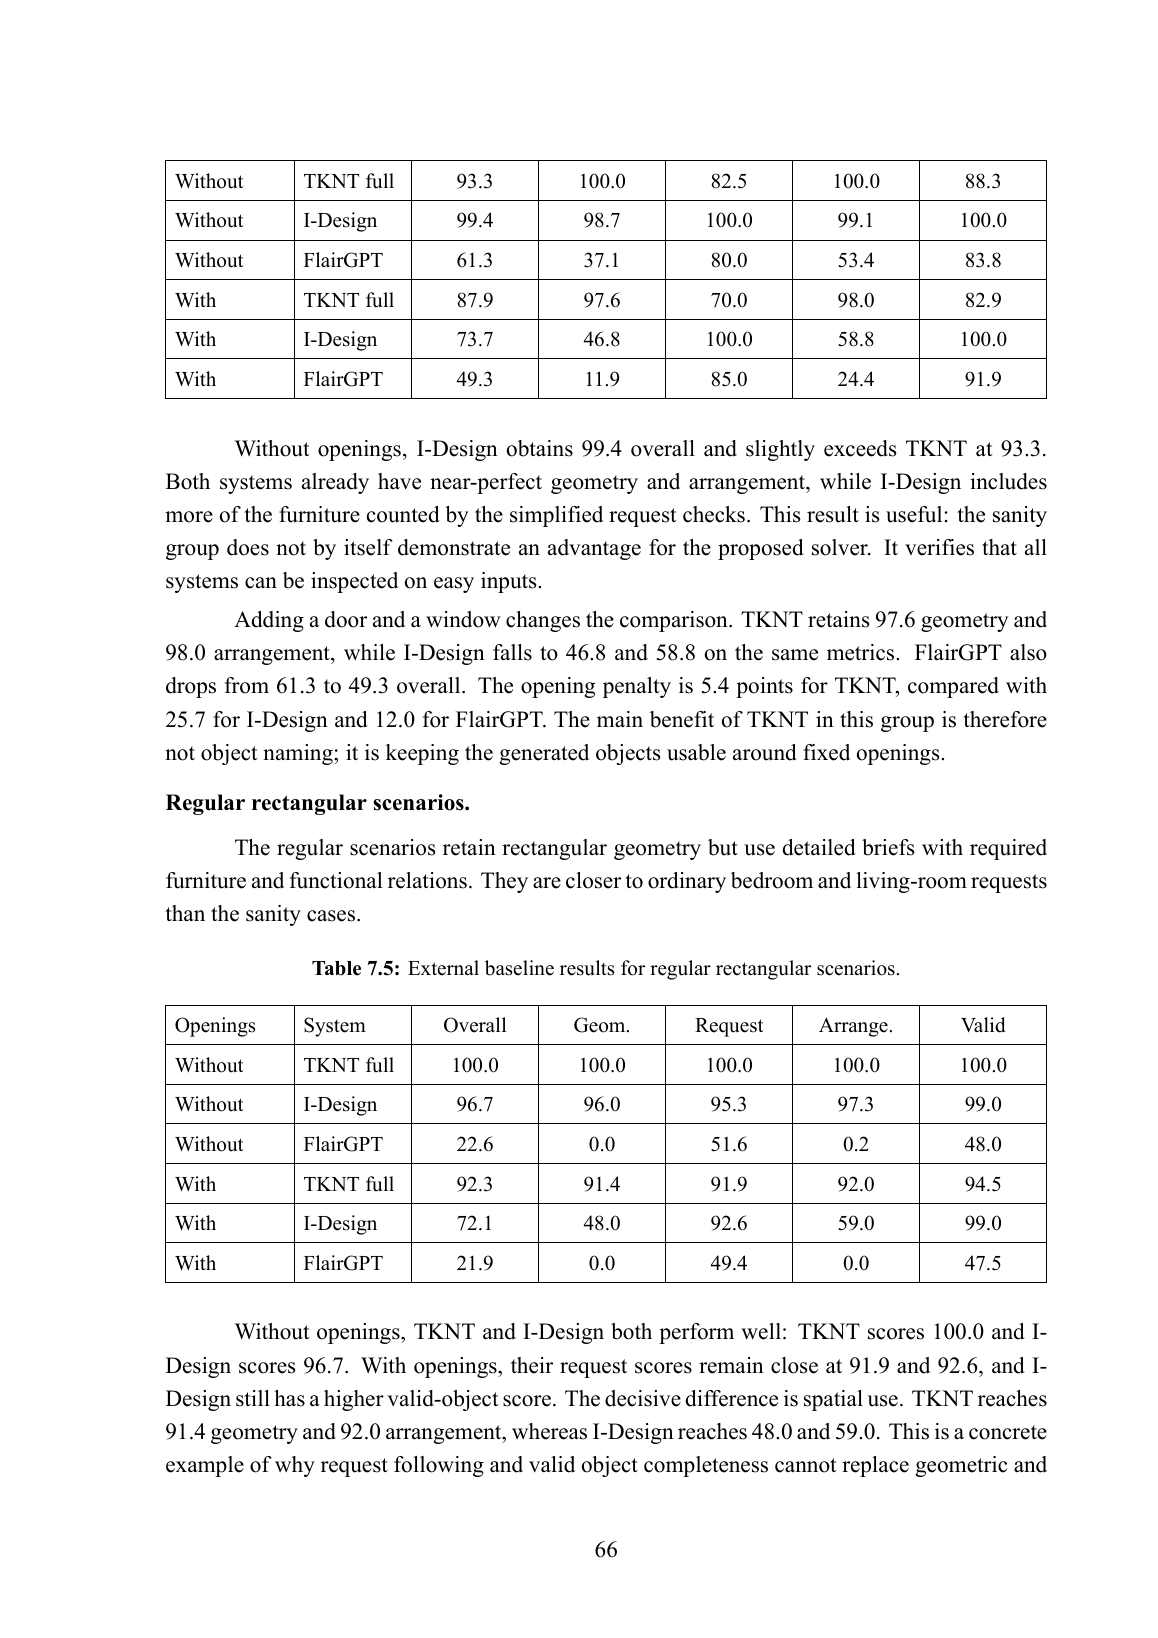 Without TKNT full 93.3 100.0 82.5 100.0 88.3
Without I-Design 99.4 98.7 100.0 99.1 100.0
Without FlairGPT 61.3 37.1 80.0 53.4 83.8
With TKNT full 87.9 97.6 70.0 98.0 82.9
With I-Design 73.7 46.8 100.0 58.8 100.0
With FlairGPT 49.3 11.9 85.0 24.4 91.9
Without openings, I-Design obtains 99.4 overall and slightly exceeds TKNT at 93.3.
Both systems already have near-perfect geometry and arrangement, while I-Design includes
more of the furniture counted by the simplified request checks. This result is useful: the sanity
group does not by itself demonstrate an advantage for the proposed solver. It verifies that all
systems can be inspected on easy inputs.
Adding a door and a window changes the comparison. TKNT retains 97.6 geometry and
98.0 arrangement, while I-Design falls to 46.8 and 58.8 on the same metrics. FlairGPT also
drops from 61.3 to 49.3 overall. The opening penalty is 5.4 points for TKNT, compared with
25.7 for I-Design and 12.0 for FlairGPT. The main benefit of TKNT in this group is therefore
not object naming; it is keeping the generated objects usable around fixed openings.
Regular rectangular scenarios.
The regular scenarios retain rectangular geometry but use detailed briefs with required
furniture and functional relations. They are closer to ordinary bedroom and living-room requests
than the sanity cases.
Table 7.5: External baseline results for regular rectangular scenarios.
Openings System Overall Geom. Request Arrange. Valid
Without TKNT full 100.0 100.0 100.0 100.0 100.0
Without I-Design 96.7 96.0 95.3 97.3 99.0
Without FlairGPT 22.6 0.0 51.6 0.2 48.0
With TKNT full 92.3 91.4 91.9 92.0 94.5
With I-Design 72.1 48.0 92.6 59.0 99.0
With FlairGPT 21.9 0.0 49.4 0.0 47.5
Without openings, TKNT and I-Design both perform well: TKNT scores 100.0 and I-
Design scores 96.7. With openings, their request scores remain close at 91.9 and 92.6, and I-
Design still has a higher valid-object score. The decisive difference is spatial use. TKNT reaches
91.4 geometry and 92.0 arrangement, whereas I-Design reaches 48.0 and 59.0. This is a concrete
example of why request following and valid object completeness cannot replace geometric and
66